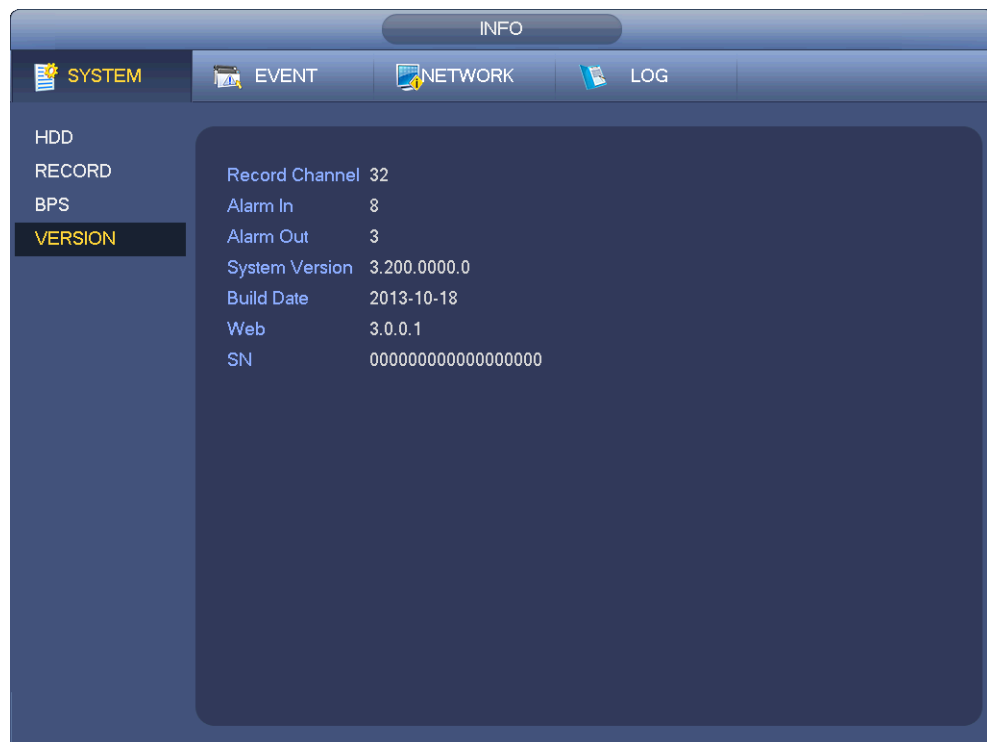 INFO
SYSTEM EVENT NETWORK LOG
HDD
RECORD
BPS
VERSION
Record Channel 32
Alarm In 8
Alarm Out 3
System Version 3.200.0000.0
Build Date 2013-10-18
Web 3.0.0.1
SN 000000000000000000